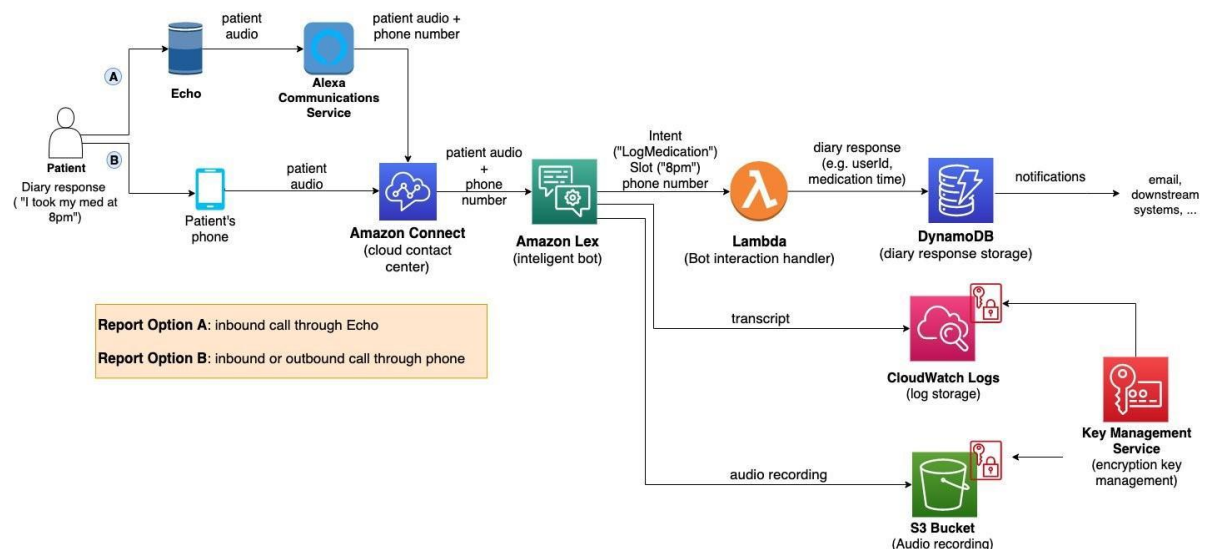 patient
audio
patient audio +
phone number
A
Echo
Alexa
Communications
Service
B
Patient
Diary response
( "I took my med at
8pm")
Patient's
phone
patient
audio
Amazon Connect
(cloud contact
center)
patient audio
+
phone
number
Amazon Lex
(inteligent bot)
Intent
("LogMedication")
Slot ("8pm")
phone number
Lambda
(Bot interaction handler)
diary response
(e.g. userId,
medication time)
DynamoDB
(diary response storage)
notifications
email,
downstream
systems, ...
Report Option A: inbound call through Echo
Report Option B: inbound or outbound call through phone
transcript
CloudWatch Logs
(log storage)
Key Management
Service
(encryption key
management)
audio recording
S3 Bucket
(Audio recording)